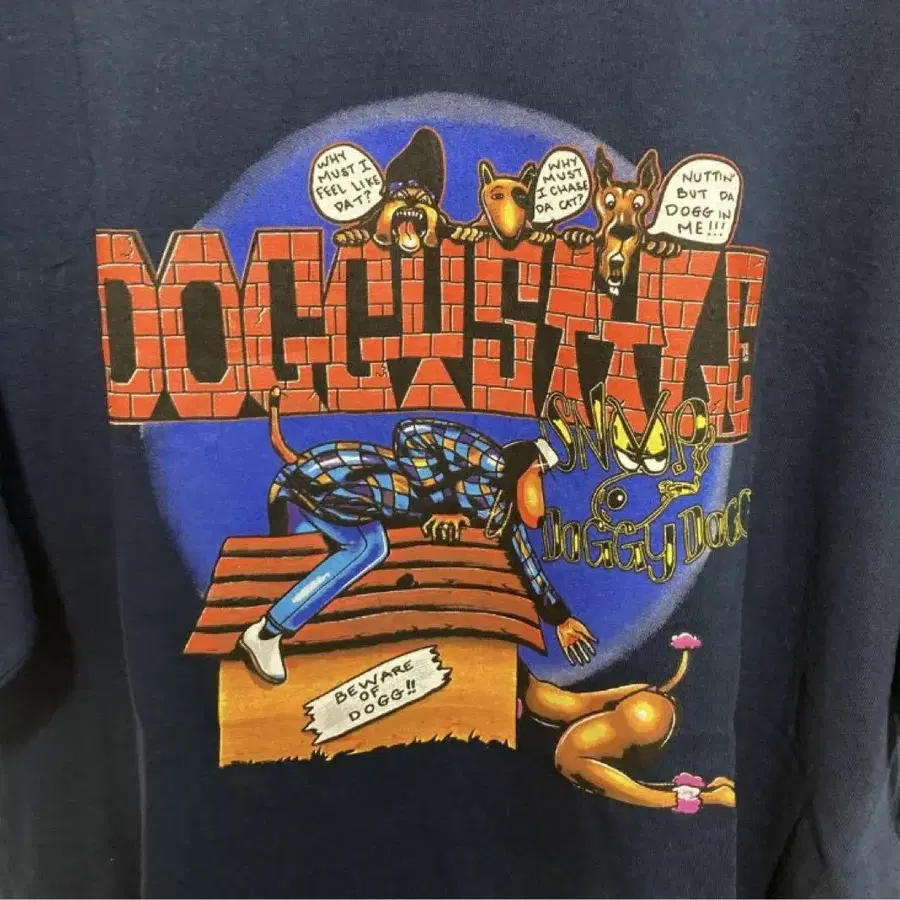 WHY
MUST I
FEEL LIKE
DAT?
WHY
MUST
I CHASE
DA CAT?
NUTTIN'
BUT DA
DOGG IN
ME!!!
DOGGYSTYLE
SNOOP
DOGGY DOGG
BEWARE
OF
DOGG!!